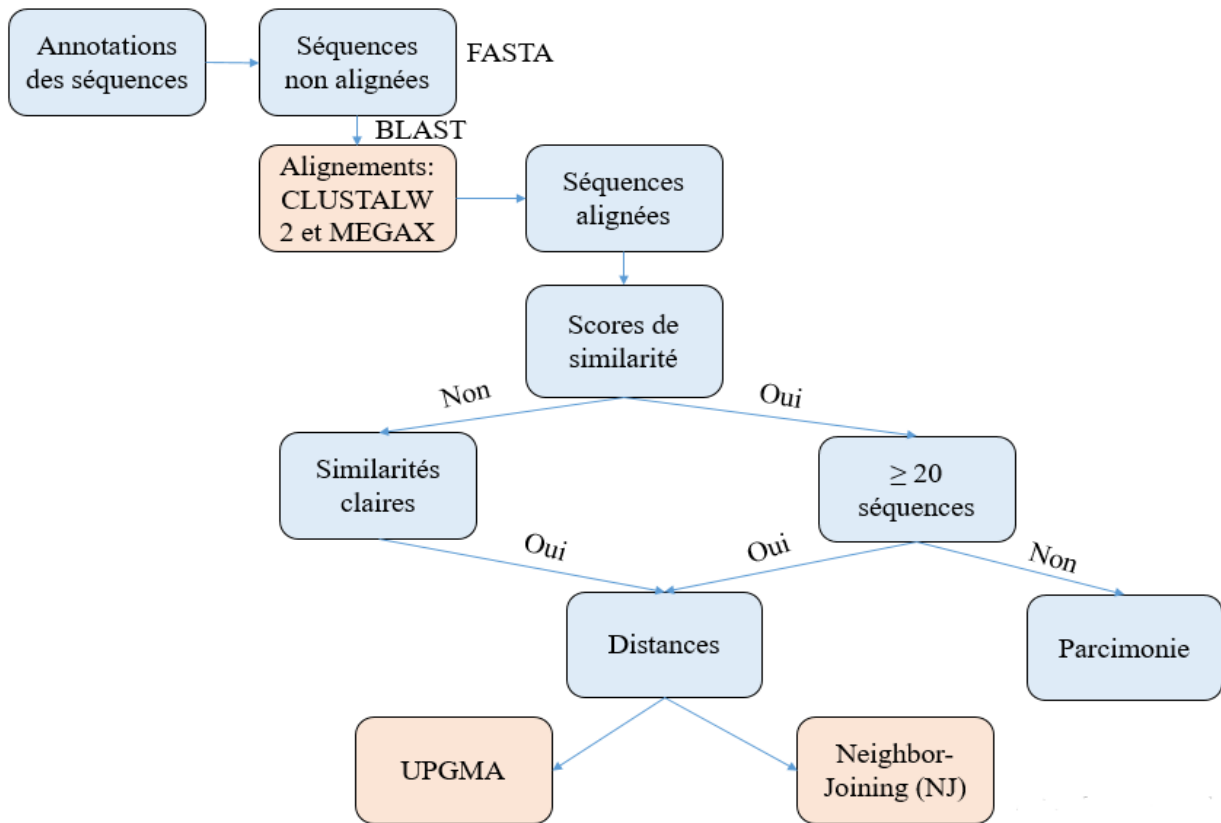 Annotations
des séquences
Séquences
non alignées
FASTA
BLAST
Alignements:
CLUSTALW
2 et MEGAX
Séquences
alignées
Scores de
similarité
Non
Oui
Similarités
claires
≥ 20
séquences
Oui
Oui
Non
Distances
Parcimonie
UPGMA
Neighbor-
Joining (NJ)